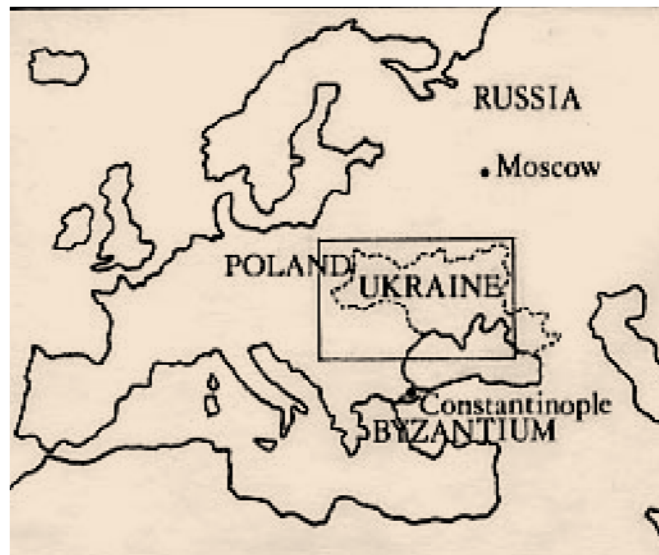 RUSSIA
Moscow
POLAND
UKRAINE
Constantinople
BYZANTIUM